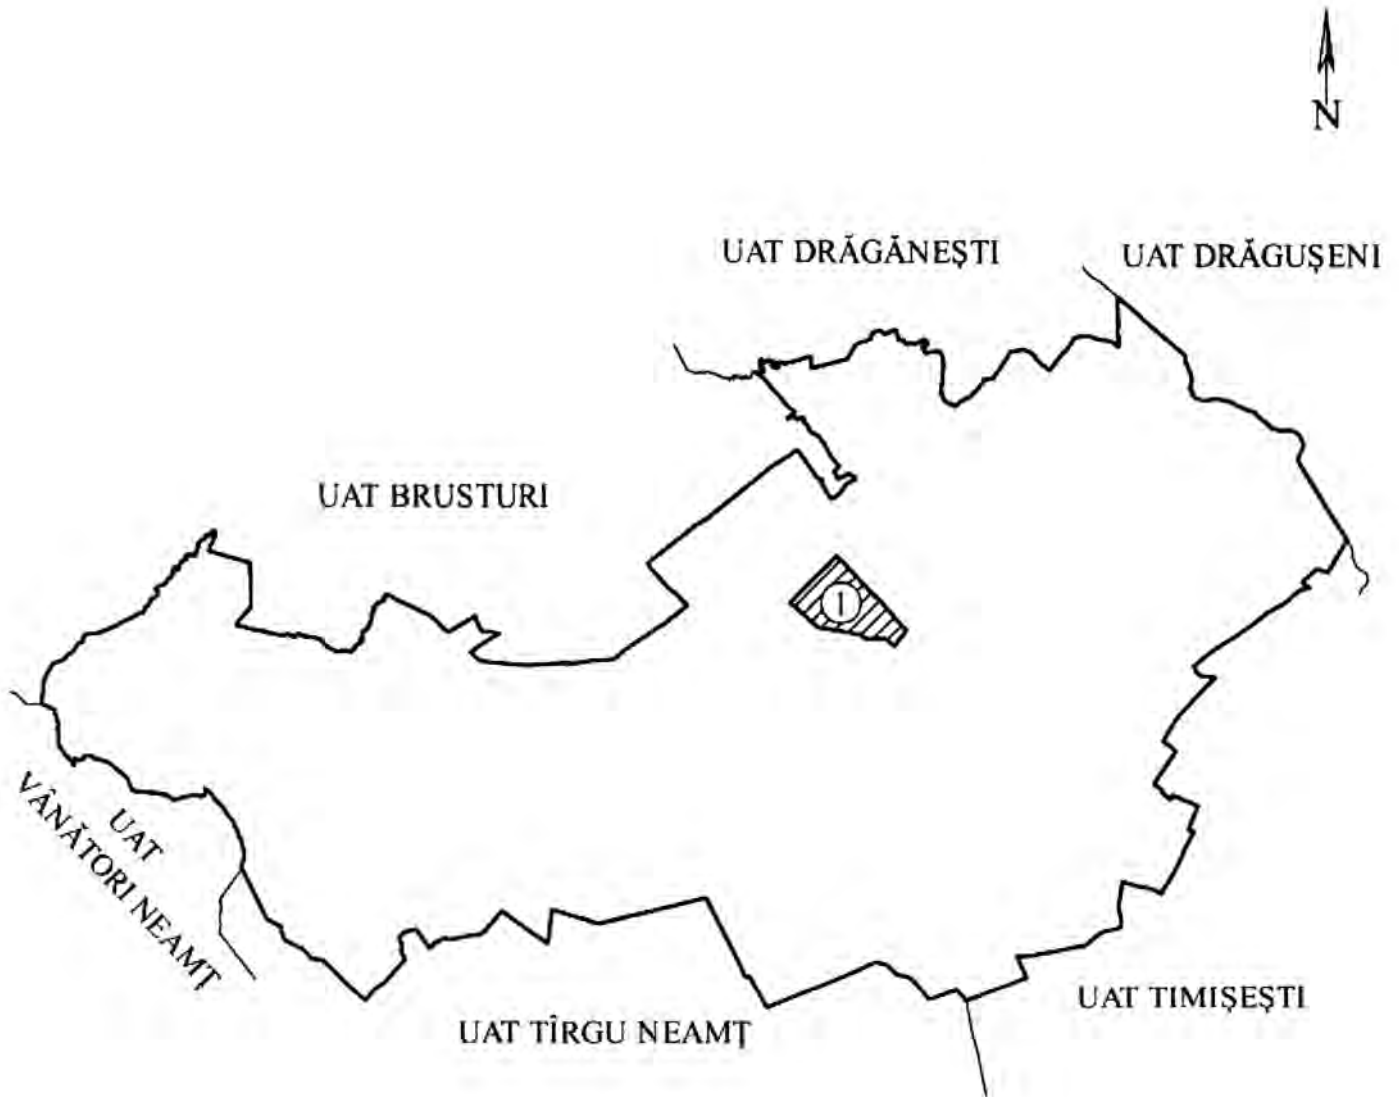 N
UAT DRĂGĂNEȘTI
UAT DRĂGUȘENI
UAT BRUSTURI
1
UAT
VÂNĂTORI NEAMȚ
UAT TÎRGU NEAMȚ
UAT TIMIȘEȘTI